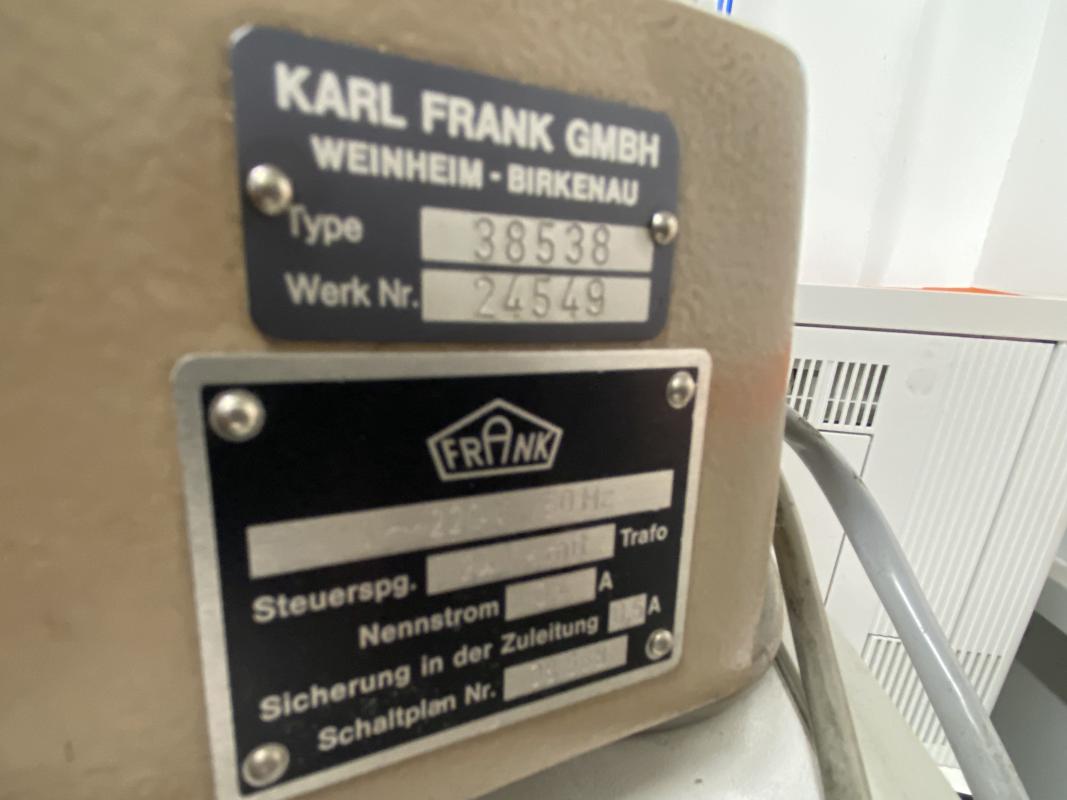 KARL FRANK GMBH
WEINHEIM - BIRKENAU
Type 38538
Werk Nr. 24549
FRANK
Hz
Steuerspg. Trafo
Nennstrom A
Sicherung in der Zuleitung A
Schaltplan Nr.